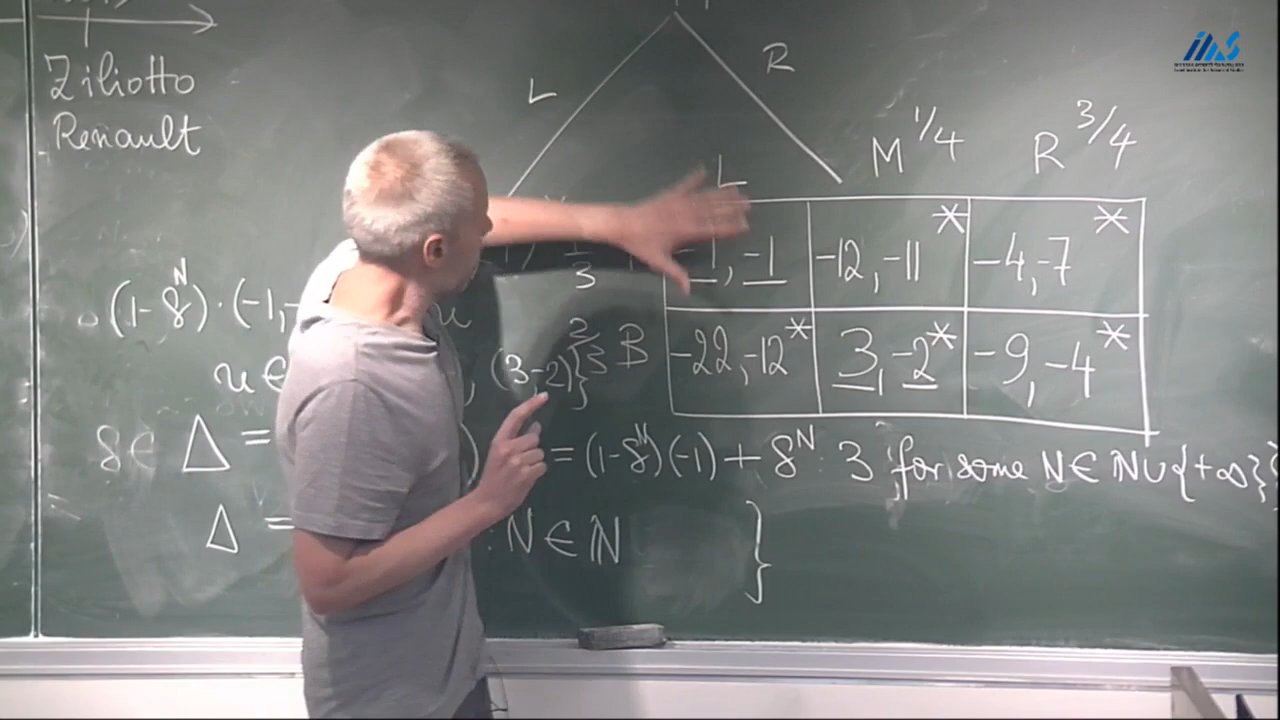 Ziliotto
Renault
L
R
L
M^{1/4}
R^{3/4}
1/3
-1, -1
-12, -11 *
-4, -7 *
2/3 B
-22, -12 *
3, -2 *
-9, -4 *
(1-δ^N)·(-1,
u
u ∈
, (3-2)}
δ ∈ Δ =
) = (1-δ^N)(-1) + δ^N · 3 for some N ∈ ℕ ∪ {+∞}}
Δ =
: N ∈ ℕ }